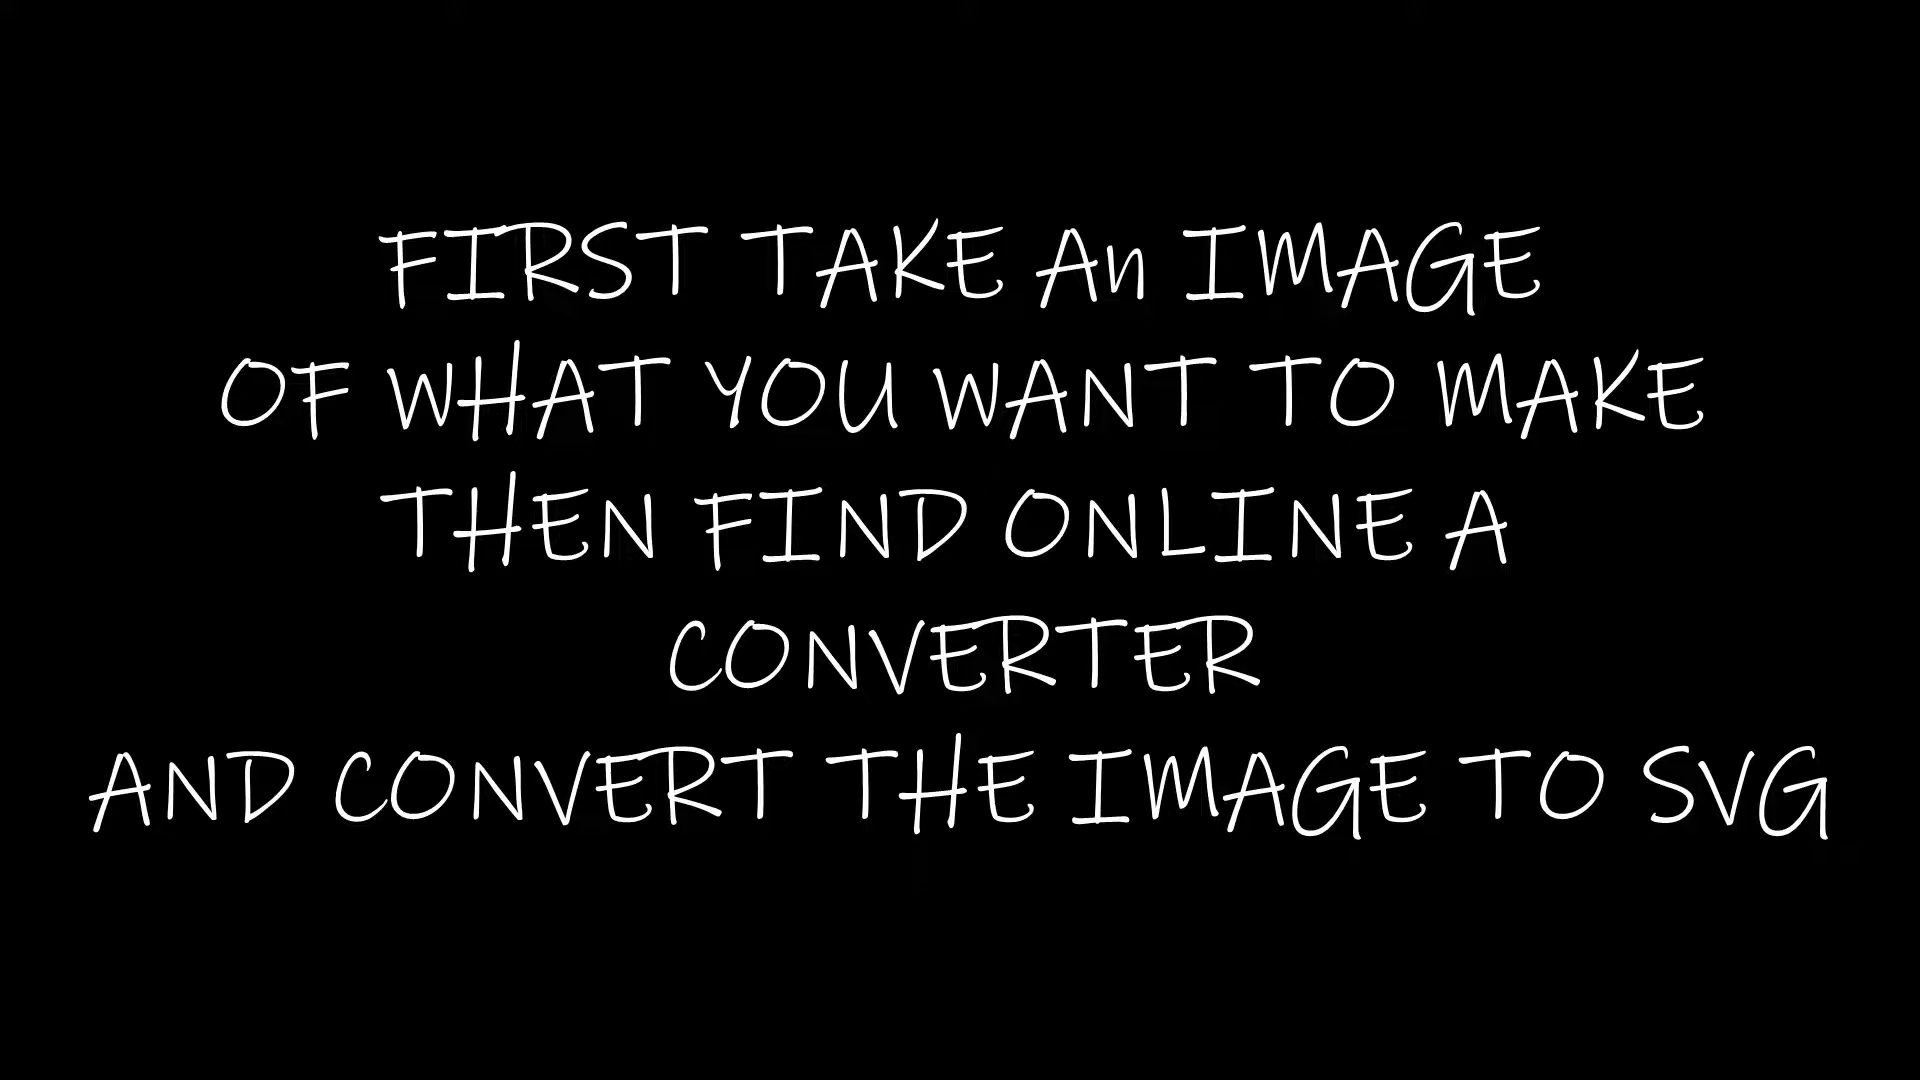 FIRST TAKE An IMAGE
OF WHAT YOU WANT TO MAKE
THEN FIND ONLINE A
CONVERTER
AND CONVERT THE IMAGE TO SVG